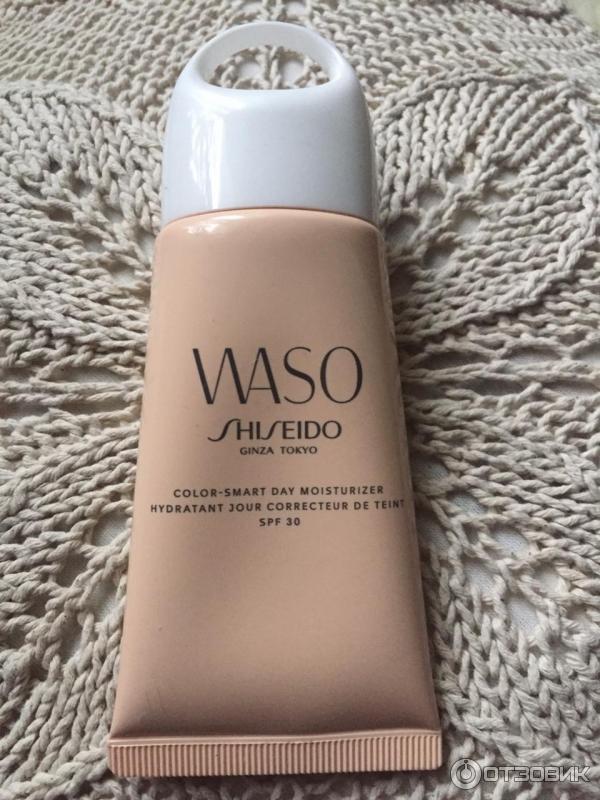 WASO
SHISEIDO
GINZA TOKYO
COLOR-SMART DAY MOISTURIZER
HYDRATANT JOUR CORRECTEUR DE TEINT
SPF 30
ОТЗОВИК